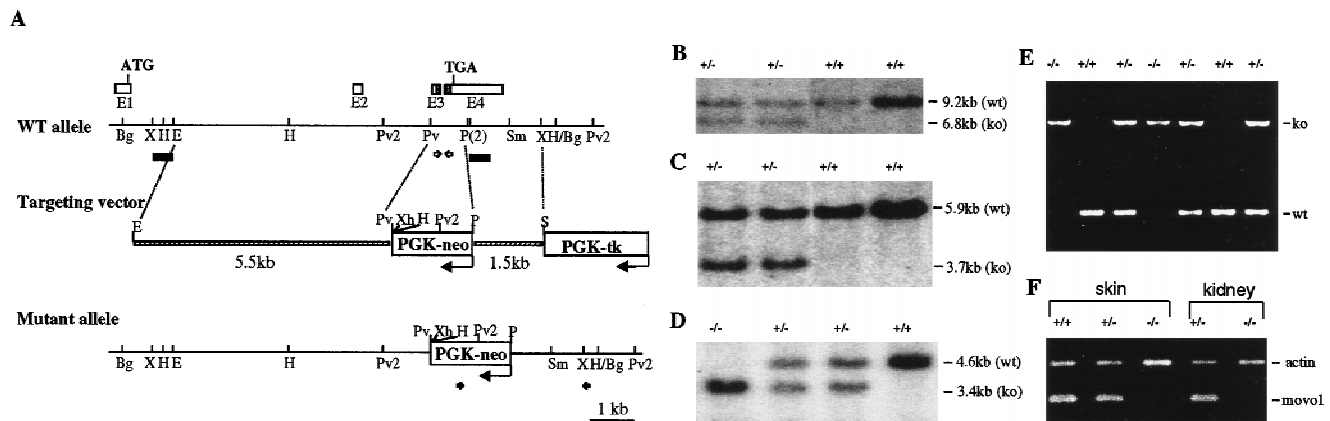 A
ATG TGA
E1 E2 E3 E4
WT allele
Bg X H E H Pv2 Pv P(2) Sm XH/Bg Pv2
Targeting vector
E Pv Xh H Pv2 P S
PGK-neo PGK-tk
5.5kb 1.5kb
Mutant allele
Pv Xh H Pv2 P
PGK-neo
Bg X H E H Pv2 Sm XH/Bg Pv2
1 kb
B
+/- +/- +/+ +/+
9.2kb (wt)
6.8kb (ko)
C
+/- +/- +/+ +/+
5.9kb (wt)
3.7kb (ko)
D
-/- +/- +/- +/+
4.6kb (wt)
3.4kb (ko)
E
-/- +/+ +/- -/- +/- +/+ +/-
ko
wt
F
skin kidney
+/+ +/- -/- +/- -/-
actin
movo1